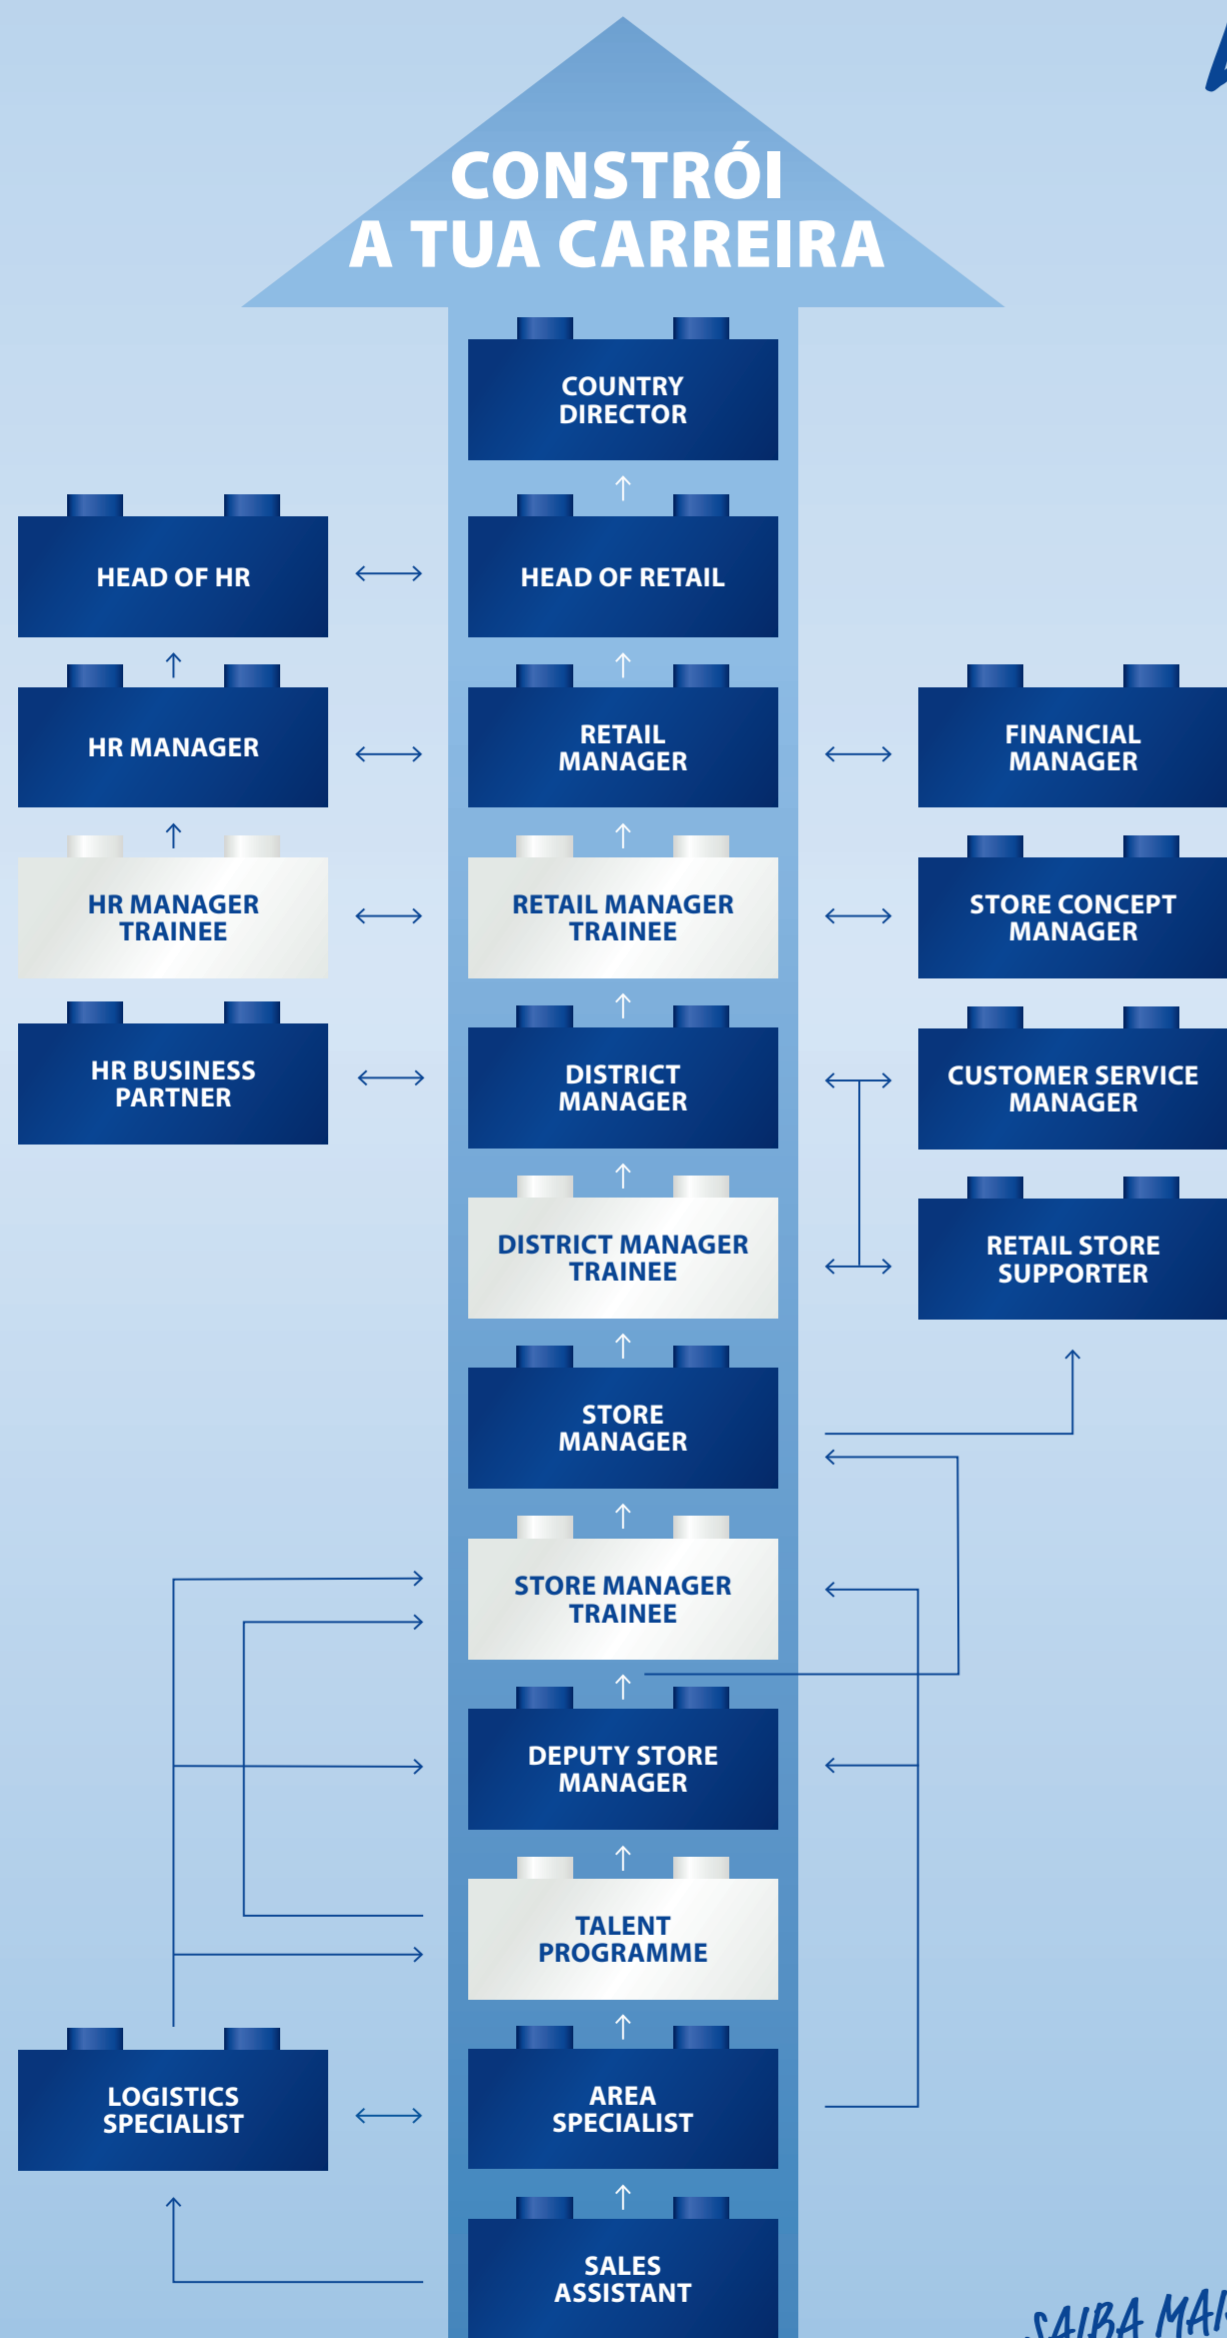 CONSTRÓI
A TUA CARREIRA
COUNTRY
DIRECTOR
HEAD OF HR
HEAD OF RETAIL
HR MANAGER
RETAIL
MANAGER
FINANCIAL
MANAGER
HR MANAGER
TRAINEE
RETAIL MANAGER
TRAINEE
STORE CONCEPT
MANAGER
HR BUSINESS
PARTNER
DISTRICT
MANAGER
CUSTOMER SERVICE
MANAGER
DISTRICT MANAGER
TRAINEE
RETAIL STORE
SUPPORTER
STORE
MANAGER
STORE MANAGER
TRAINEE
DEPUTY STORE
MANAGER
TALENT
PROGRAMME
LOGISTICS
SPECIALIST
AREA
SPECIALIST
SALES
ASSISTANT
SAIBA